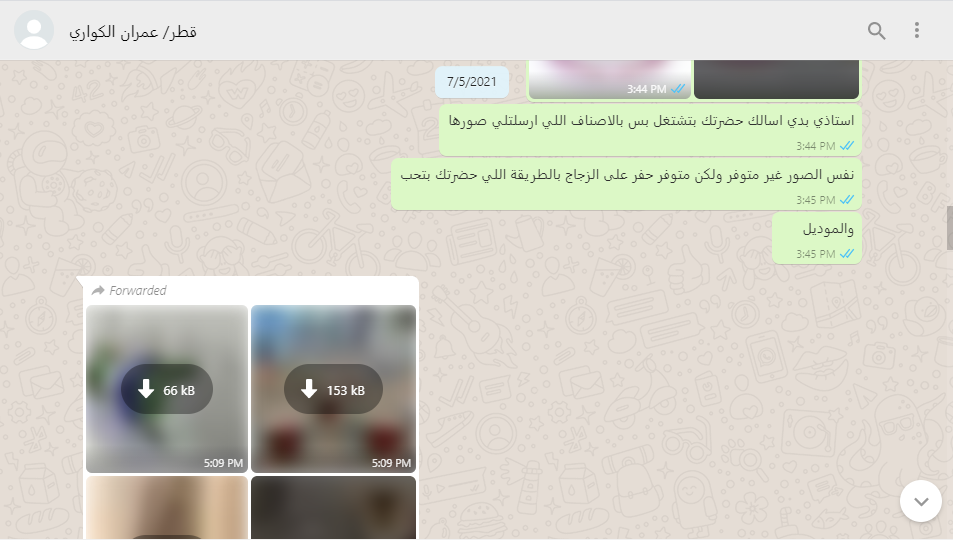 قطر/ عمران الكواري
7/5/2021
3:44 PM
استاذي بدي اسالك حضرتك بتشتغل بس بالاصناف اللي ارسلتلي صورها
3:44 PM
نفس الصور غير متوفر ولكن متوفر حفر على الزجاج بالطريقة اللي حضرتك بتحب
3:45 PM
والموديل
3:45 PM
Forwarded
66 kB
153 kB
5:09 PM
5:09 PM